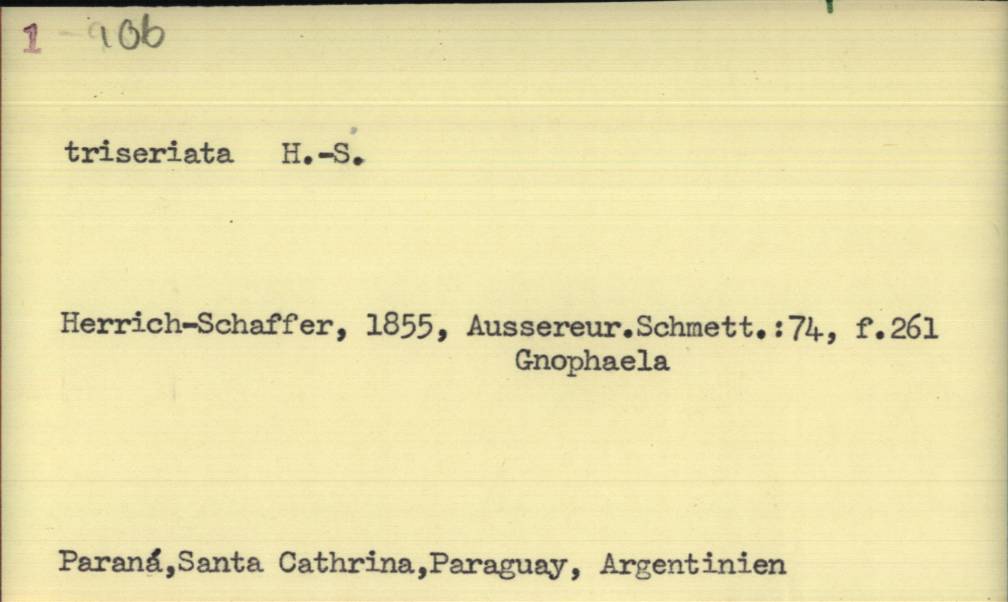 1 - 906
triseriata H.-S.
Herrich-Schaffer, 1855, Aussereur.Schmett.:74, f.261
Gnophaela
Paraná,Santa Cathrina,Paraguay, Argentinien